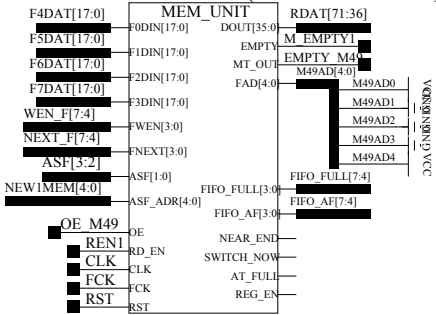 MEM_UNIT
F4DAT[17:0]
F0DIN[17:0]
F5DAT[17:0]
F1DIN[17:0]
F6DAT[17:0]
F2DIN[17:0]
F7DAT[17:0]
F3DIN[17:0]
WEN_F[7:4]
FWEN[3:0]
NEXT_F[7:4]
FNEXT[3:0]
ASF[3:2]
ASF[1:0]
NEW1MEM[4:0]
ASF_ADR[4:0]
OE_M49
OE
REN1
RD_EN
CLK
CLK
FCK
FCK
RST
RST
RDAT[71:36]
DOUT[35:0]
M_EMPTY1
EMPTY
EMPTY_M49
MT_OUT
M49AD[4:0]
FAD[4:0]
M49AD0
M49AD1
M49AD2
M49AD3
M49AD4
VCC
GND
GND
GND
VCC
FIFO_FULL[7:4]
FIFO_FULL[3:0]
FIFO_AF[7:4]
FIFO_AF[3:0]
NEAR_END
SWITCH_NOW
AT_FULL
REG_EN